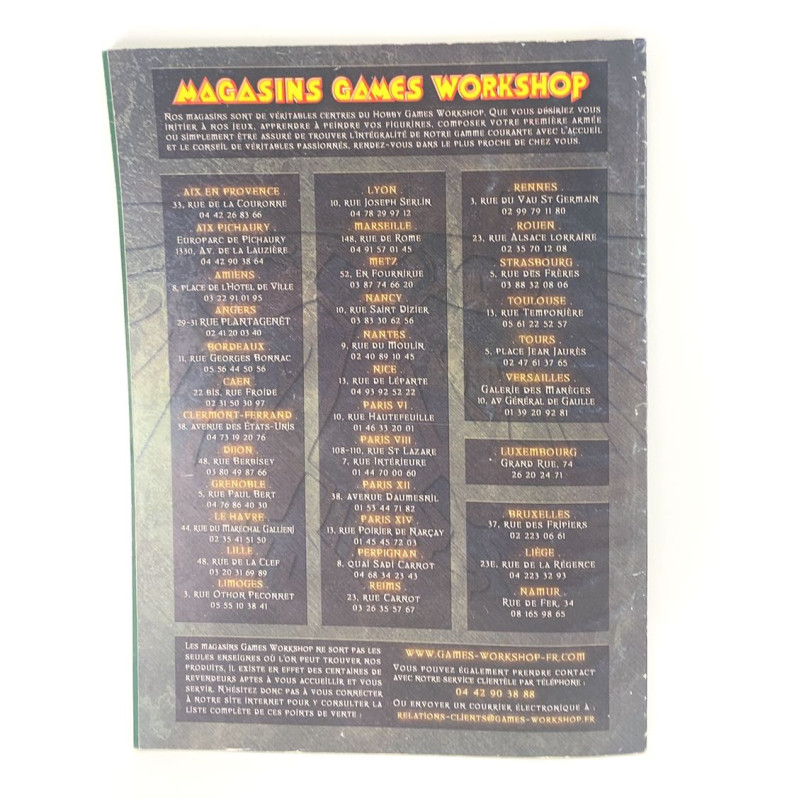 MAGASINS GAMES WORKSHOP
NOS MAGASINS SONT DE VÉRITABLES CENTRES DU HOBBY GAMES WORKSHOP. QUE VOUS DÉSIRIEZ VOUS
INITIER À NOS JEUX, APPRENDRE À PEINDRE VOS FIGURINES, COMPOSER VOTRE PREMIÈRE ARMÉE
OU SIMPLEMENT ÊTRE ASSURÉ DE TROUVER L'INTÉGRALITÉ DE NOTRE GAMME COURANTE AVEC L'ACCUEIL
ET LE CONSEIL DE VÉRITABLES PASSIONNÉS, RENDEZ-VOUS DANS LE PLUS PROCHE DE CHEZ VOUS.
. AIX EN PROVENCE .
33, RUE DE LA COURONNE
04 42 26 83 66
. AIX PICHAURY .
EUROPARC DE PICHAURY
1330, AV. DE LA LAUZIÈRE
04 42 90 38 64
. AMIENS .
8, PLACE DE L'HOTEL DE VILLE
03 22 91 01 95
. ANGERS .
29-31 RUE PLANTAGENÊT
02 41 20 03 40
. BORDEAUX .
11, RUE GEORGES BONNAC
05 56 44 50 56
. CAEN .
22 BIS, RUE FROIDE
02 31 50 30 97
. CLERMONT-FERRAND .
38, AVENUE DES ÉTATS-UNIS
04 73 19 20 76
. DIJON .
48, RUE BERBISEY
03 80 49 87 66
. GRENOBLE .
5, RUE PAUL BERT
04 76 86 40 30
. LE HAVRE .
44, RUE DU MARÉCHAL GALLIENI
02 35 41 51 50
. LILLE .
48, RUE DE LA CLEF
03 20 31 69 89
. LIMOGES .
3, RUE OTHON PECONNET
05 55 10 38 41
. LYON .
10, RUE JOSEPH SERLIN
04 78 29 97 12
. MARSEILLE .
148, RUE DE ROME
04 91 57 01 45
. METZ .
52, EN FOURNIRUE
03 87 74 66 20
. NANCY .
10, RUE SAINT DIZIER
03 83 30 62 56
. NANTES .
9, RUE DU MOULIN
02 40 89 10 45
. NICE .
13, RUE DE LÉPANTE
04 93 92 52 22
. PARIS VI .
10, RUE HAUTEFEUILLE
01 46 33 20 01
. PARIS VIII .
108-110, RUE ST LAZARE
7, RUE INTÉRIEURE
01 44 70 00 60
. PARIS XII .
38, AVENUE DAUMESNIL
01 53 44 71 82
. PARIS XIV .
13, RUE POIRIER DE NARÇAY
01 45 45 72 03
. PERPIGNAN .
8, QUAI SADI CARNOT
04 68 34 23 43
. REIMS .
23, RUE CARNOT
03 26 35 57 67
. RENNES .
3, RUE DU VAU ST GERMAIN
02 99 79 11 80
. ROUEN .
23, RUE ALSACE LORRAINE
02 35 70 12 08
. STRASBOURG .
5, RUE DES FRÈRES
03 88 32 08 06
. TOULOUSE .
13, RUE TEMPONIÈRE
05 61 22 52 57
. TOURS .
5, PLACE JEAN JAURÈS
02 47 61 37 65
. VERSAILLES .
GALERIE DES MANÈGES
10, AV GÉNÉRAL DE GAULLE
01 39 20 92 81
. LUXEMBOURG .
GRAND RUE, 74
26 20 24 71
. BRUXELLES .
37, RUE DES FRIPIERS
02 223 06 61
. LIÈGE .
23E, RUE DE LA RÉGENCE
04 223 32 93
. NAMUR .
RUE DE FER, 34
08 165 98 65
LES MAGASINS GAMES WORKSHOP NE SONT PAS LES
SEULES ENSEIGNES OÙ L'ON PEUT TROUVER NOS
PRODUITS, IL EXISTE EN EFFET DES CENTAINES DE
REVENDEURS APTES À VOUS ACCUEILLIR ET VOUS
SERVIR. N'HÉSITEZ DONC PAS À VOUS CONNECTER
À NOTRE SITE INTERNET POUR Y CONSULTER LA
LISTE COMPLÈTE DE CES POINTS DE VENTE :
WWW.GAMES-WORKSHOP-FR.COM
VOUS POUVEZ ÉGALEMENT PRENDRE CONTACT
AVEC NOTRE SERVICE CLIENTÈLE PAR TÉLÉPHONE :
04 42 90 38 88
OU ENVOYER UN COURRIER ÉLECTRONIQUE À :
RELATIONS-CLIENTS@GAMES-WORKSHOP.FR